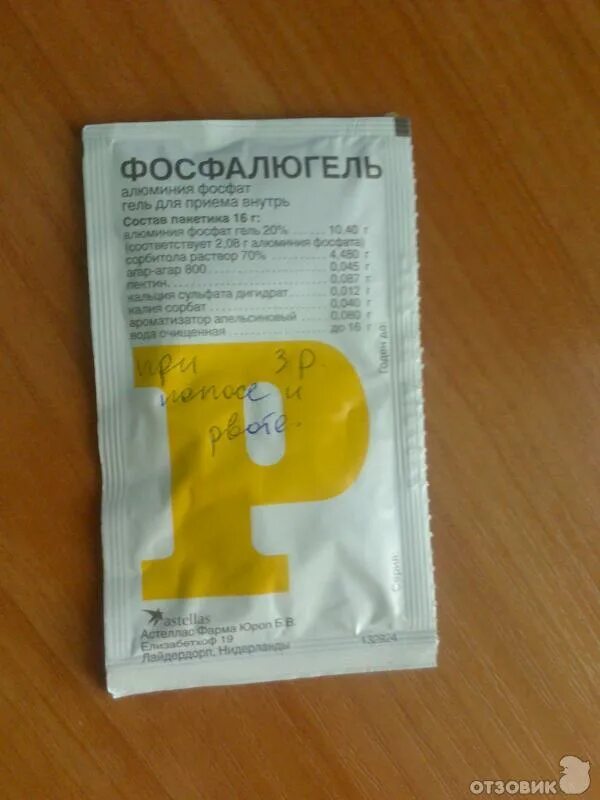 ФОСФАЛЮГЕЛЬ
алюминия фосфат
гель для приема внутрь
Состав пакетика 16 г:
алюминия фосфат гель 20% ........ 10,40 г
(соответствует 2,08 г алюминия фосфата)
сорбитола раствор 70% ........ 4,480 г
агар-агар 800 ........ 0,045 г
пектин ........ 0,087 г
кальция сульфата дигидрат ........ 0,012 г
калия сорбат ........ 0,040 г
ароматизатор апельсиновый ........ 0,080 г
вода очищенная ........ до 16 г
Годен до
при 3 р.
поносе и
рвоте.
P
Серия:
astellas
Астеллас Фарма Юроп Б.В.
Елизабетхоф 19
Лайдердорп, Нидерланды
132924
ОТЗОВИК